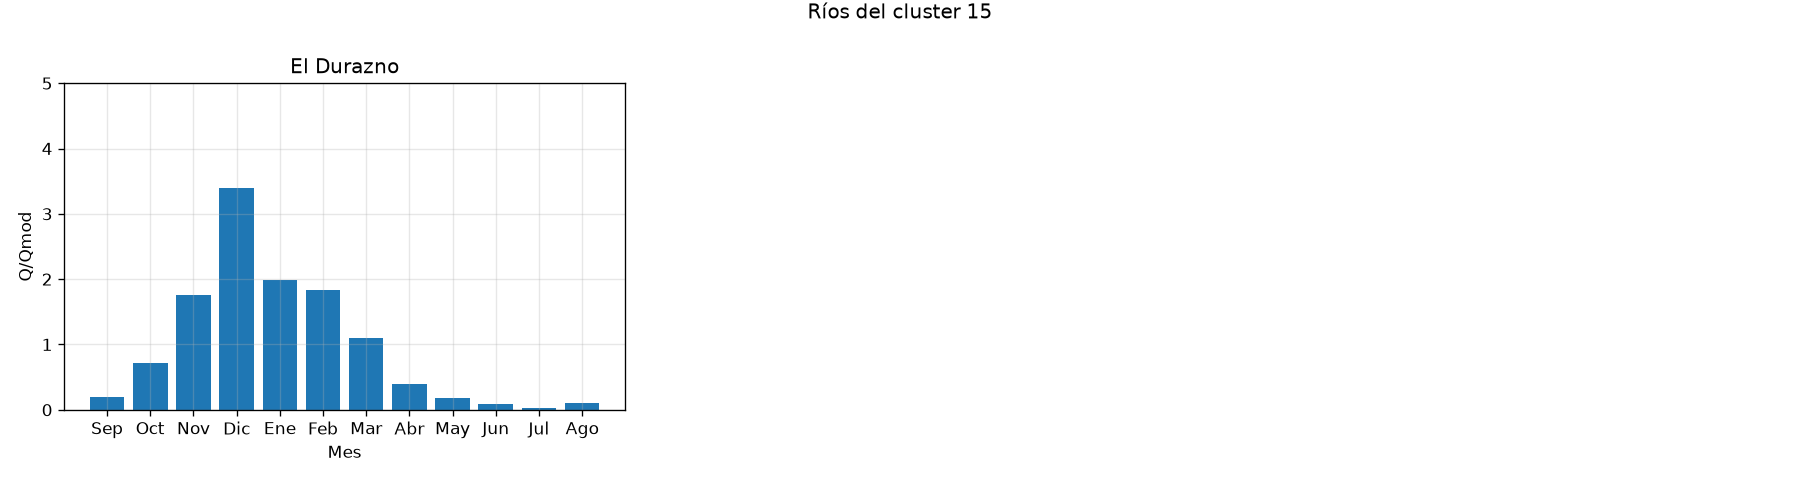 Ríos del cluster 15
El Durazno
5
4
3
2
1
0
Q/Qmod
Sep Oct Nov Dic Ene Feb Mar Abr May Jun Jul Ago
Mes